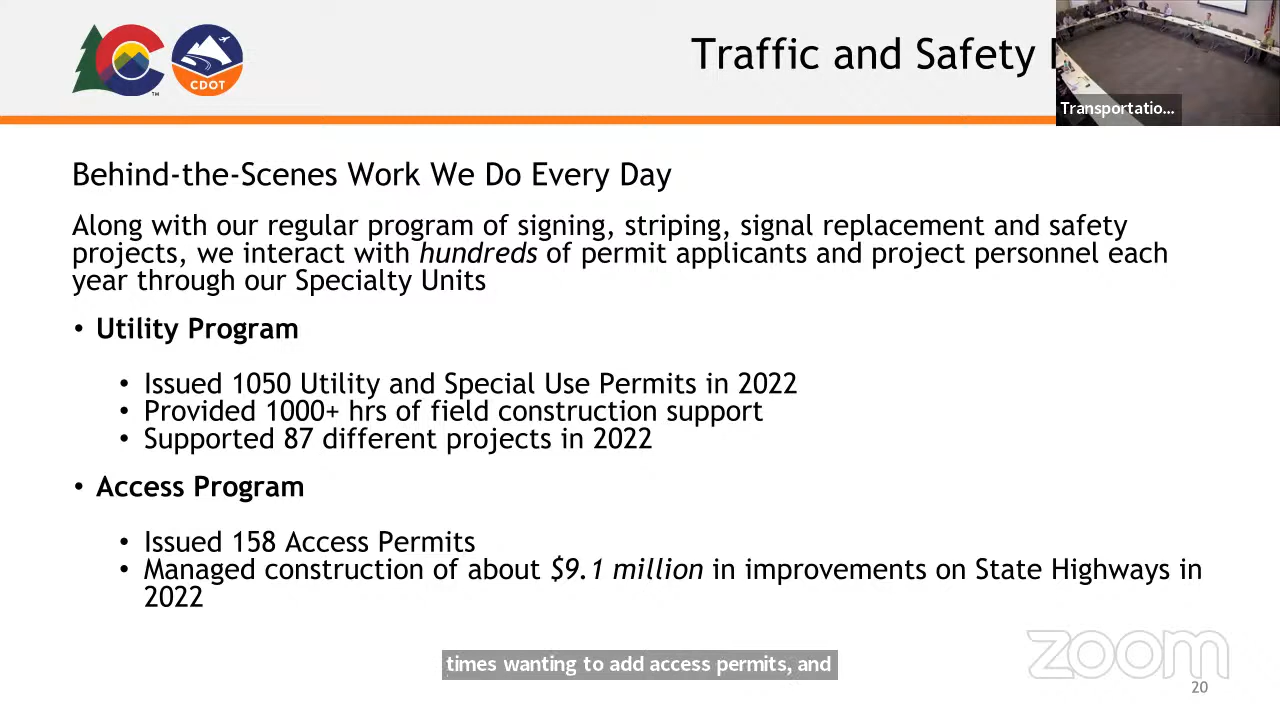 CDOT
TM
Traffic and Safety
Transportatio...
Behind-the-Scenes Work We Do Every Day
Along with our regular program of signing, striping, signal replacement and safety
projects, we interact with hundreds of permit applicants and project personnel each
year through our Specialty Units
• Utility Program
• Issued 1050 Utility and Special Use Permits in 2022
• Provided 1000+ hrs of field construction support
• Supported 87 different projects in 2022
• Access Program
• Issued 158 Access Permits
• Managed construction of about $9.1 million in improvements on State Highways in
2022
times wanting to add access permits, and
zoom
20